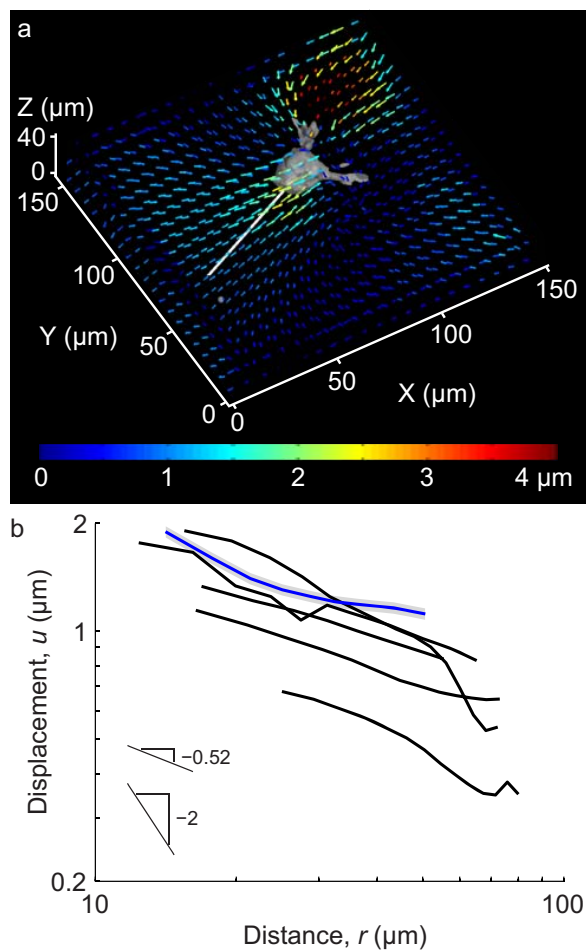 a
Z (μm)
40
0
150
100
Y (μm)
50
0
0
50
X (μm)
100
150
0 1 2 3 4 μm
b
2
1
0.2
Displacement, u (μm)
−0.52
−2
10 100
Distance, r (μm)